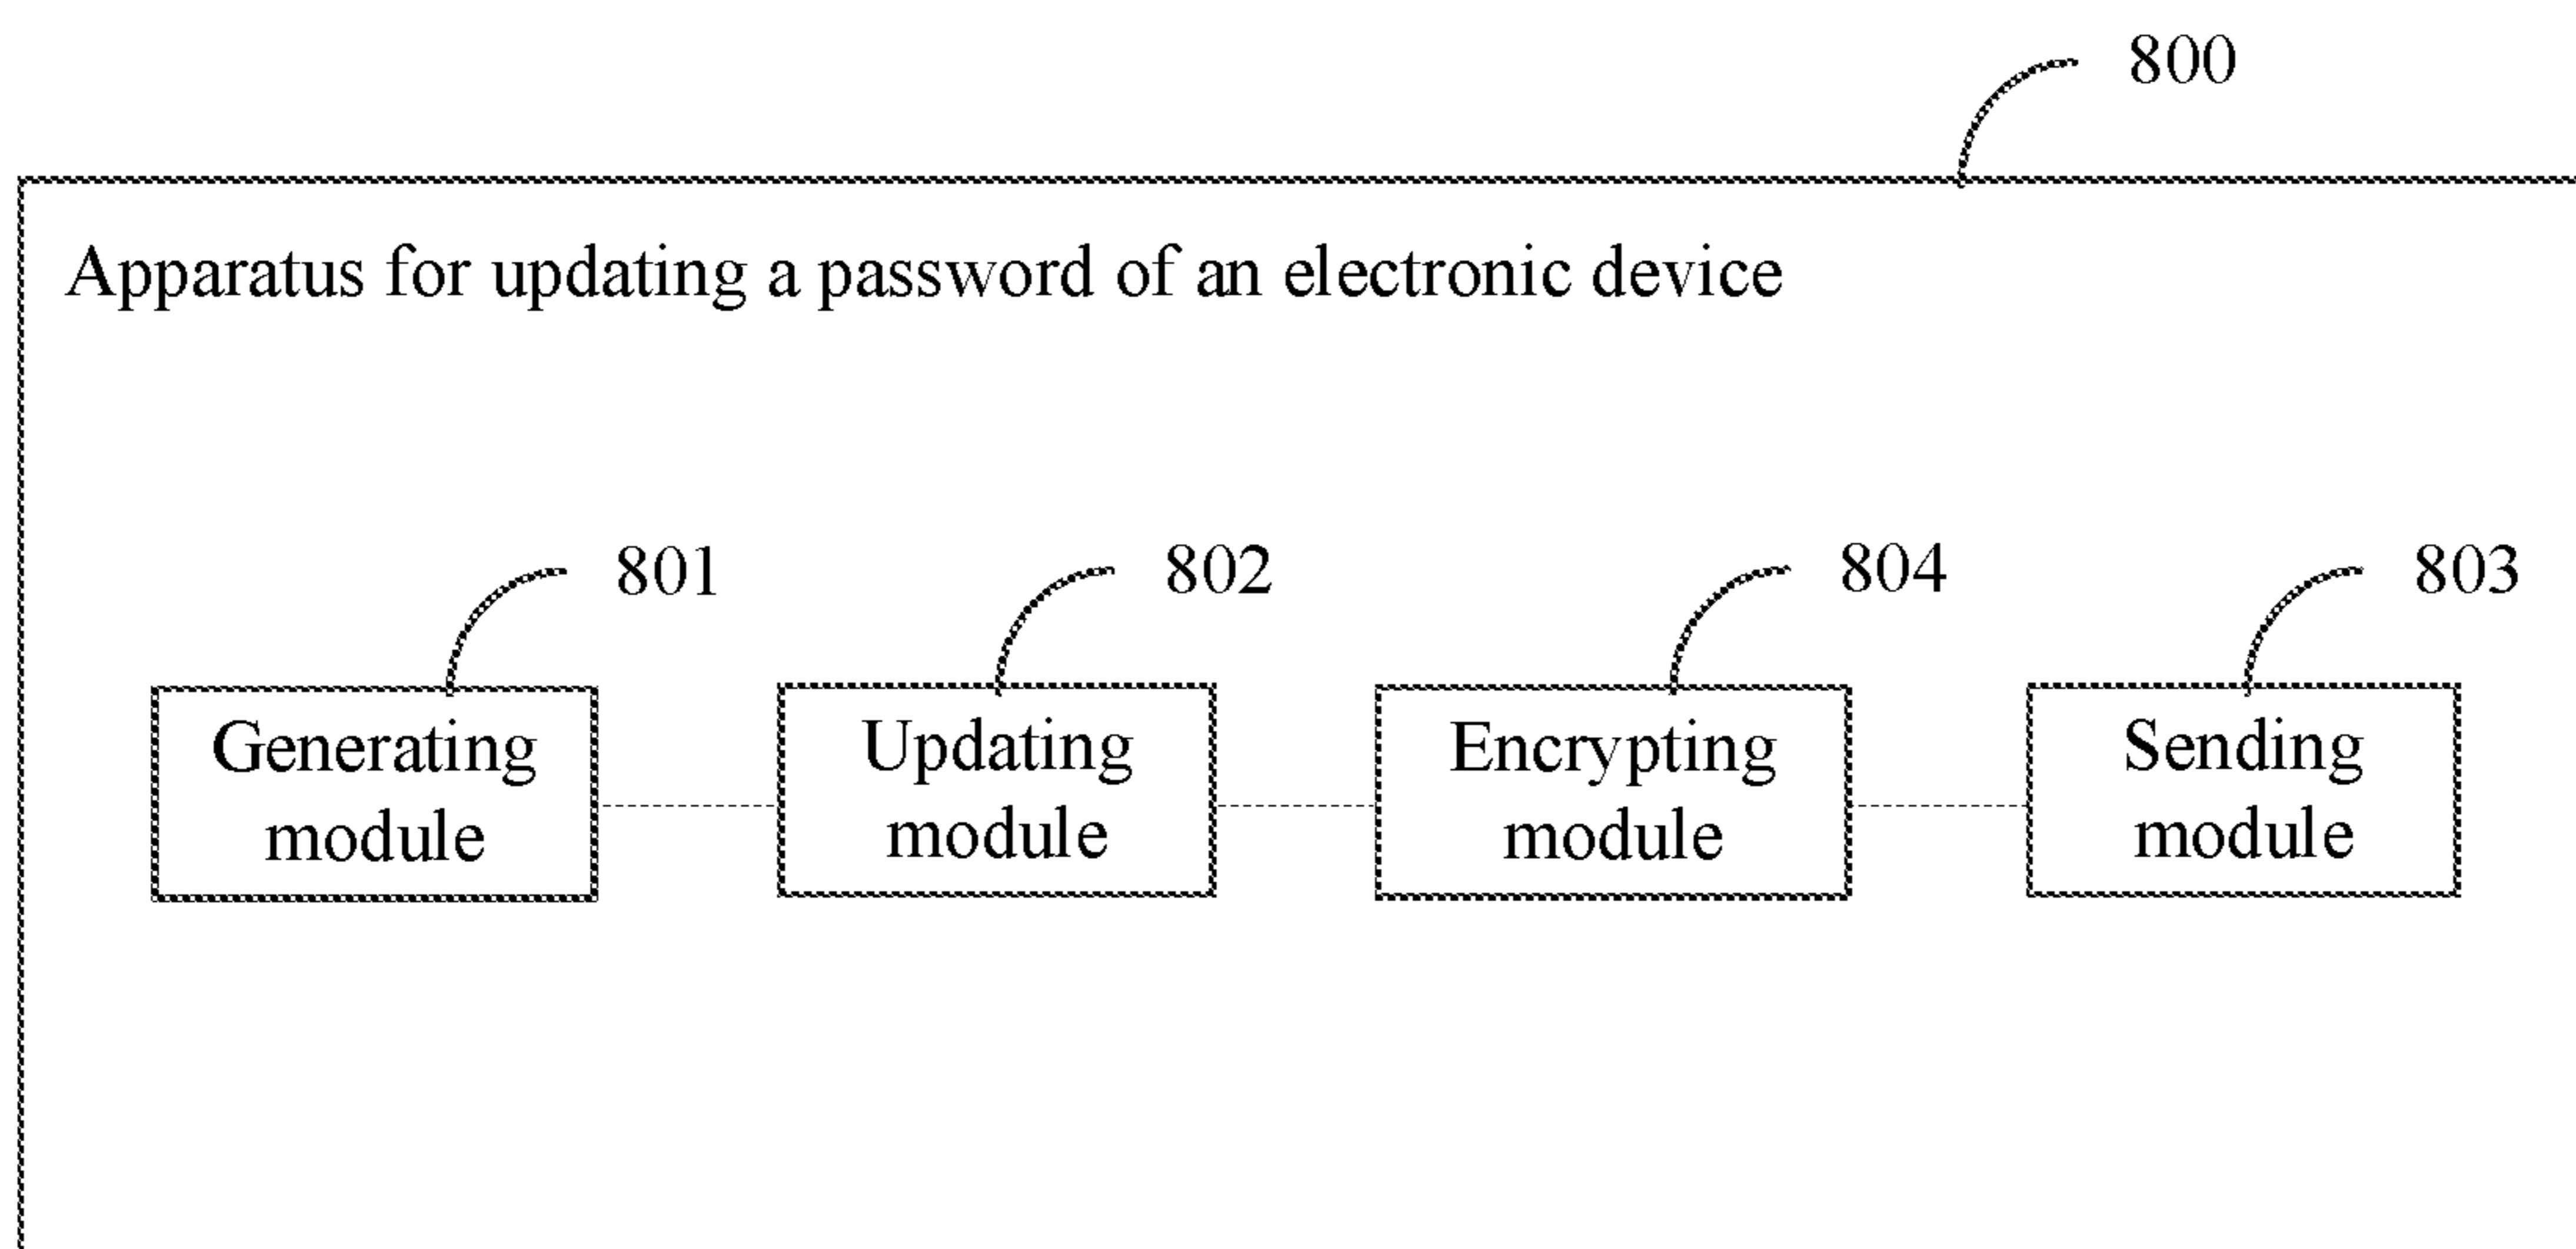 800
Apparatus for updating a password of an electronic device
801
802
804
803
Generating
module
Updating
module
Encrypting
module
Sending
module